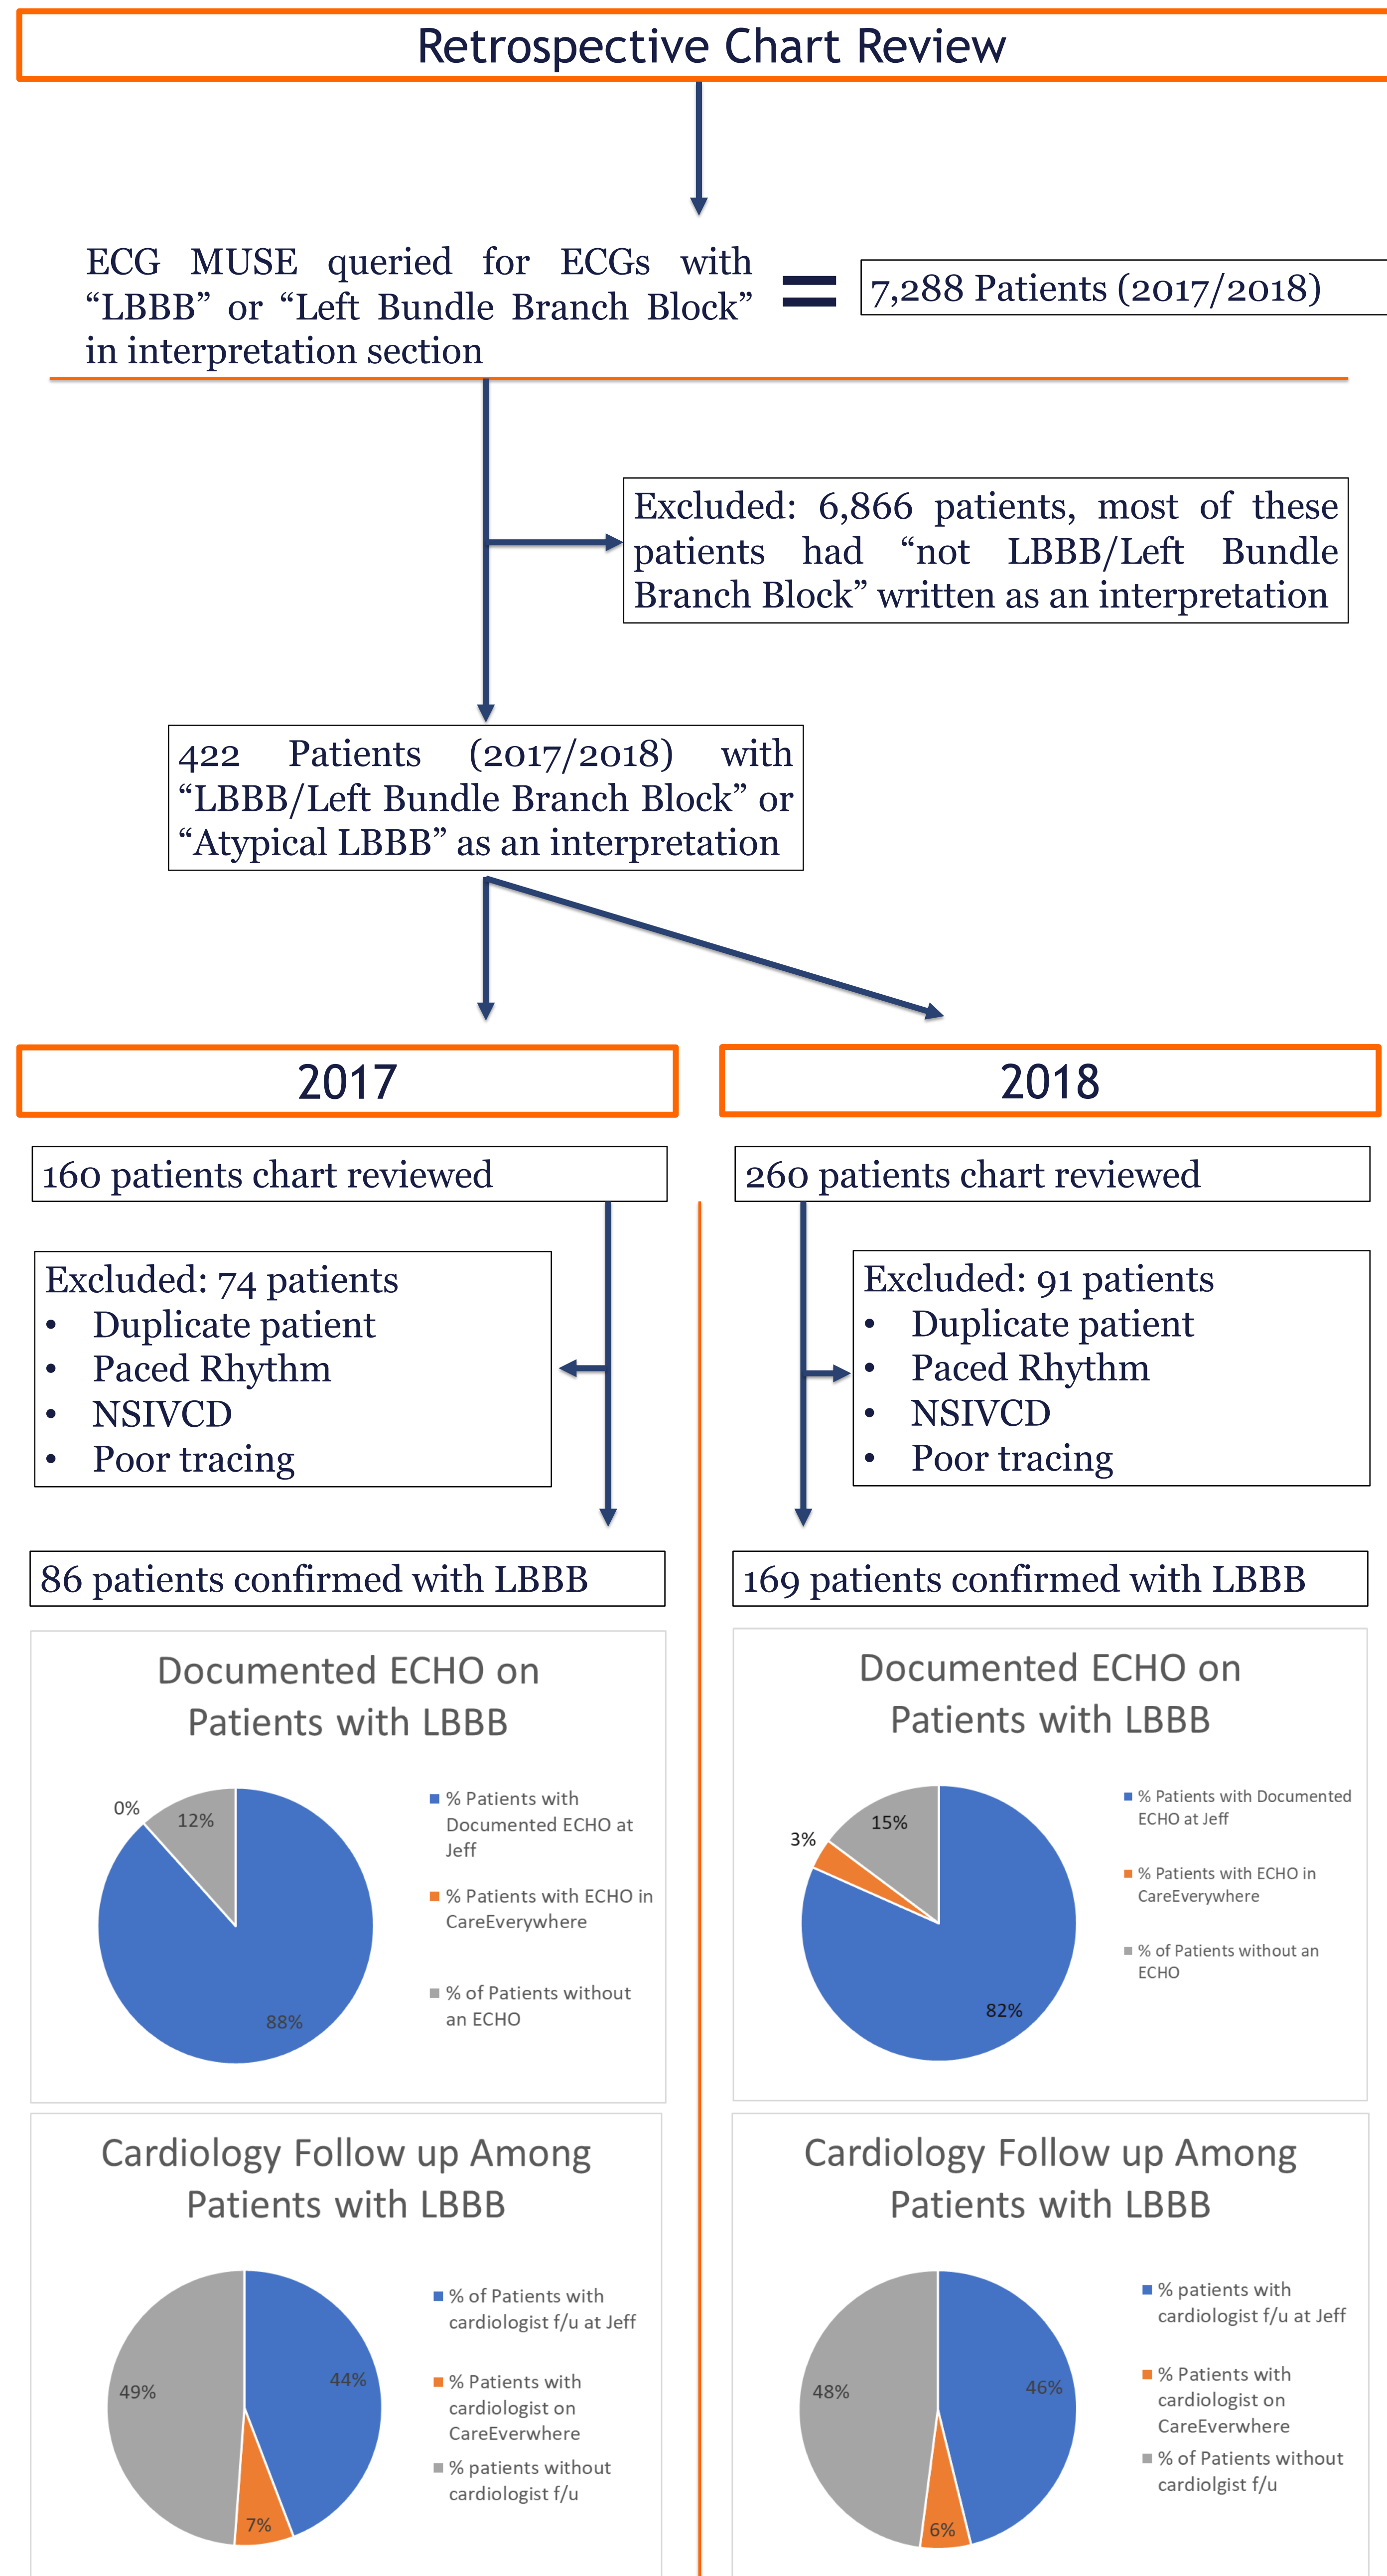 Retrospective Chart Review
ECG MUSE queried for ECGs with
“LBBB” or “Left Bundle Branch Block”
in interpretation section
=
7,288 Patients (2017/2018)
Excluded: 6,866 patients, most of these
patients had “not LBBB/Left Bundle
Branch Block” written as an interpretation
422 Patients (2017/2018) with
“LBBB/Left Bundle Branch Block” or
“Atypical LBBB” as an interpretation
2017
160 patients chart reviewed
Excluded: 74 patients
• Duplicate patient
• Paced Rhythm
• NSIVCD
• Poor tracing
86 patients confirmed with LBBB
Documented ECHO on
Patients with LBBB
0%
12%
88%
% Patients with
Documented ECHO at
Jeff
% Patients with ECHO in
CareEverywhere
% of Patients without
an ECHO
Cardiology Follow up Among
Patients with LBBB
44%
49%
7%
% of Patients with
cardiologist f/u at Jeff
% Patients with
cardiologist on
CareEverwhere
% patients without
cardiologist f/u
2018
260 patients chart reviewed
Excluded: 91 patients
• Duplicate patient
• Paced Rhythm
• NSIVCD
• Poor tracing
169 patients confirmed with LBBB
Documented ECHO on
Patients with LBBB
3%
15%
82%
% Patients with Documented
ECHO at Jeff
% Patients with ECHO in
CareEverywhere
% of Patients without an
ECHO
Cardiology Follow up Among
Patients with LBBB
46%
48%
6%
% patients with
cardiologist f/u at Jeff
% Patients with
cardiologist on
CareEverwhere
% of Patients without
cardiolgist f/u